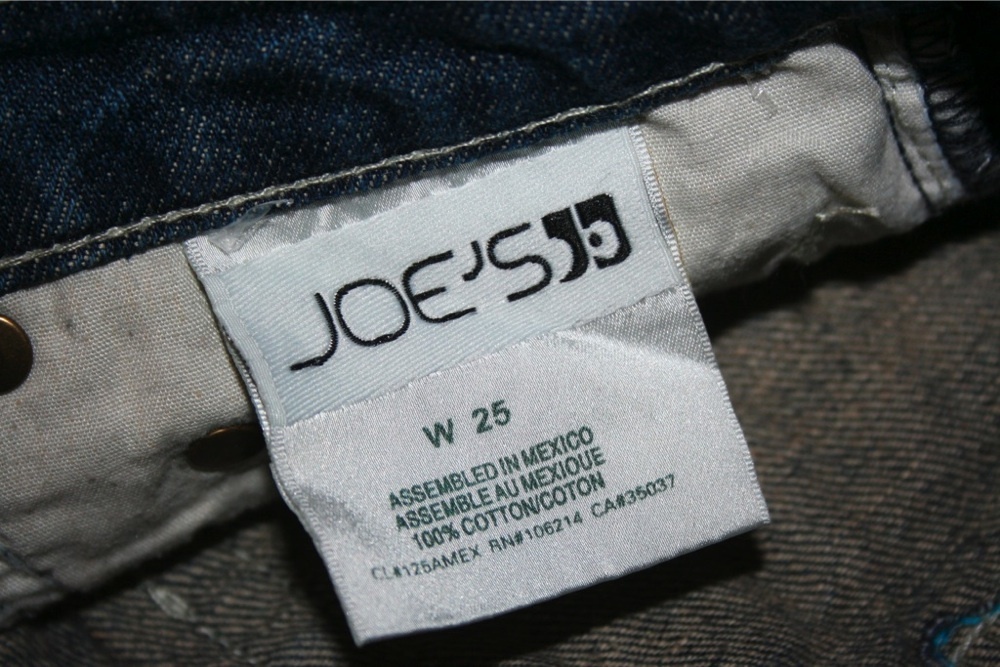 JOE'S
W 25
ASSEMBLED IN MEXICO
ASSEMBLE AU MEXIQUE
100% COTTON/COTON
CL#125AMEX RN#106214 CA#35037